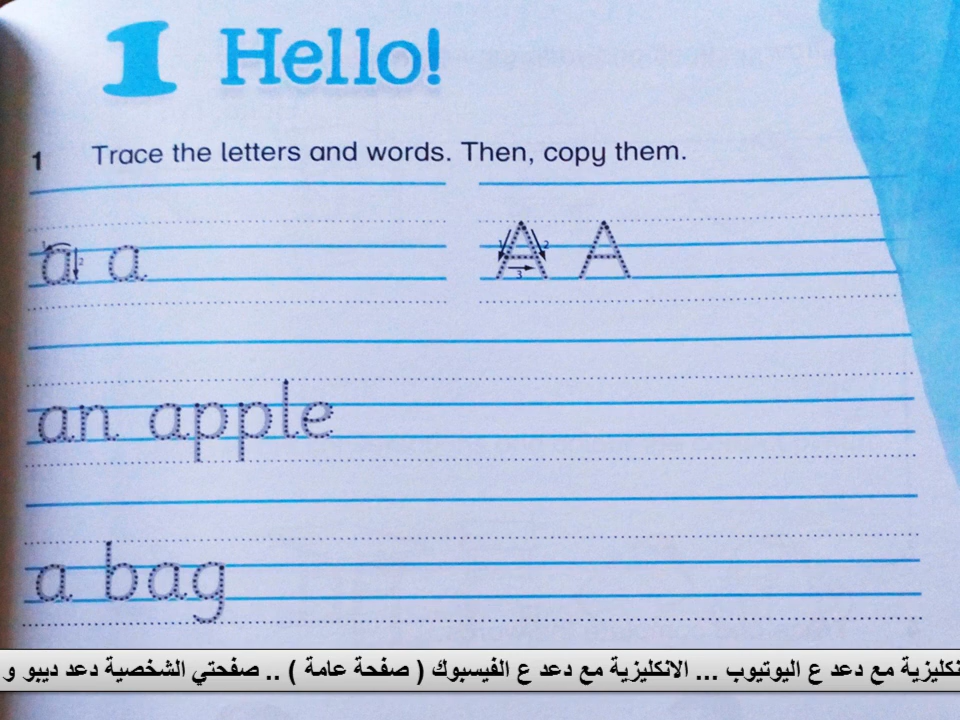 1 Hello!
1 Trace the letters and words. Then, copy them.
a a A A
an apple
a bag
مع دعد ع اليوتيوب ... الانكليزية مع دعد ع الفيسبوك ( صفحة عامة ) .. صفحتي الشخصية دعد ديبو و